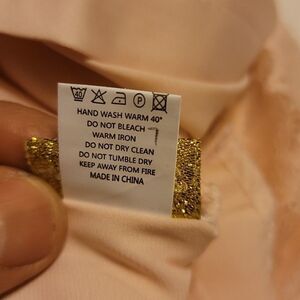 40 P
HAND WASH WARM 40°
DO NOT BLEACH
WARM IRON
DO NOT DRY CLEAN
DO NOT TUMBLE DRY
KEEP AWAY FROM FIRE
MADE IN CHINA